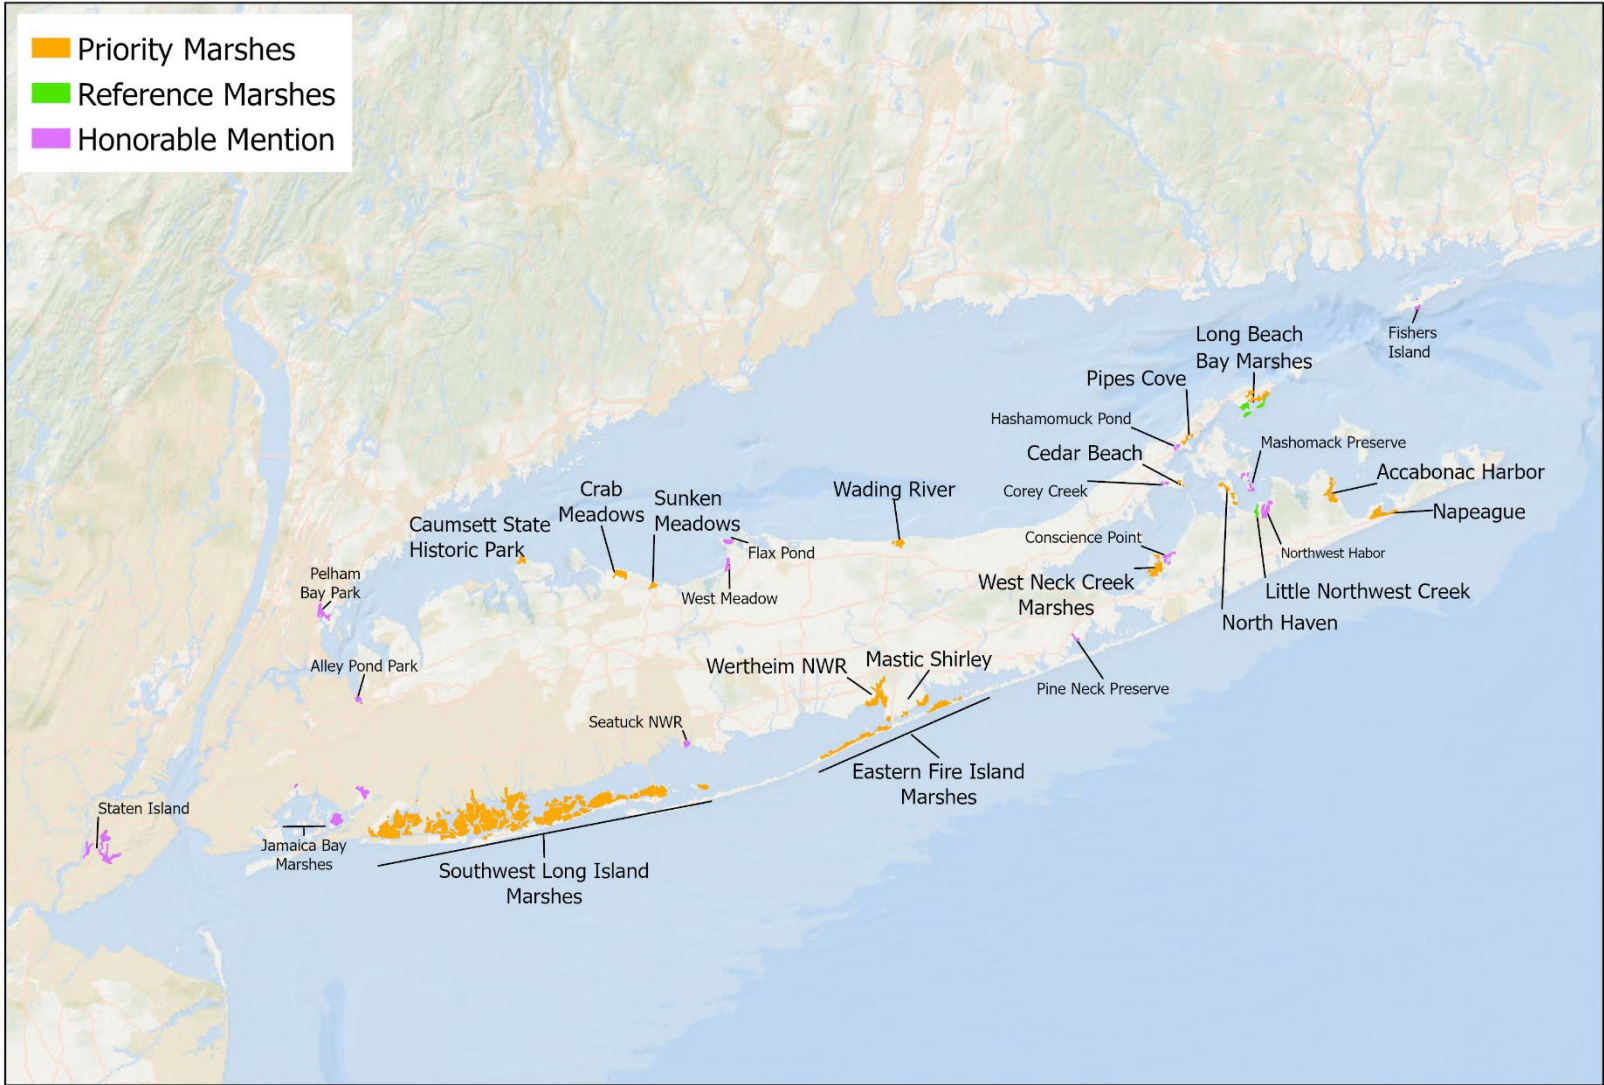 Priority Marshes
Reference Marshes
Honorable Mention
Fishers
Island
Long Beach
Bay Marshes
Pipes Cove
Hashamomuck Pond
Mashomack Preserve
Cedar Beach
Accabonac Harbor
Corey Creek
Napeague
Wading River
Crab
Meadows
Sunken
Meadows
Caumsett State
Historic Park
Flax Pond
Conscience Point
Northwest Habor
Pelham
Bay Park
West Meadow
West Neck Creek
Marshes
Little Northwest Creek
North Haven
Alley Pond Park
Wertheim NWR
Mastic Shirley
Pine Neck Preserve
Seatuck NWR
Eastern Fire Island
Marshes
Staten Island
Jamaica Bay
Marshes
Southwest Long Island
Marshes